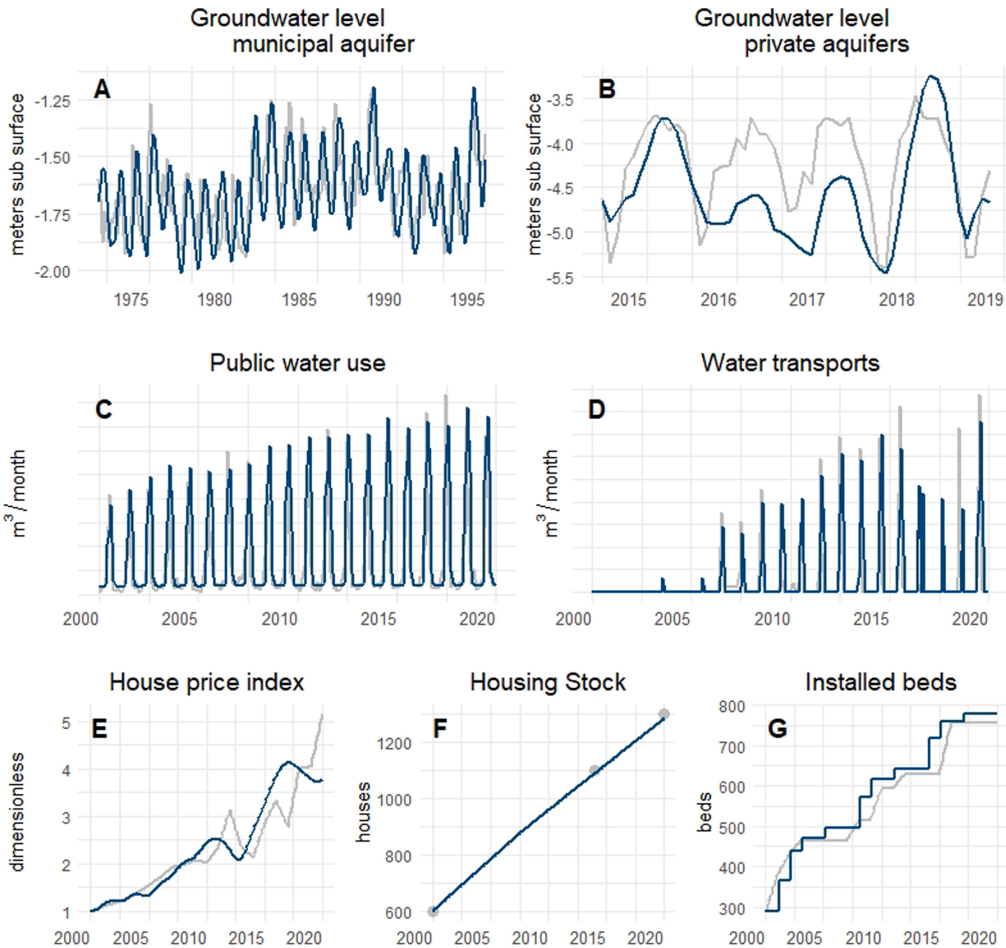 Groundwater level
municipal aquifer
Groundwater level
private aquifers
A
meters sub surface
-1.25
-1.50
-1.75
-2.00
1975 1980 1985 1990 1995
B
meters sub surface
-3.5
-4.0
-4.5
-5.0
-5.5
2015 2016 2017 2018 2019
Public water use
Water transports
C
m³/month
2000 2005 2010 2015 2020
D
m³/month
2000 2005 2010 2015 2020
House price index
Housing Stock
Installed beds
E
dimensionless
5
4
3
2
1
2000 2005 2010 2015 2020
F
houses
1200
1000
800
600
2000 2005 2010 2015 2020
G
beds
800
700
600
500
400
300
2000 2005 2010 2015 2020